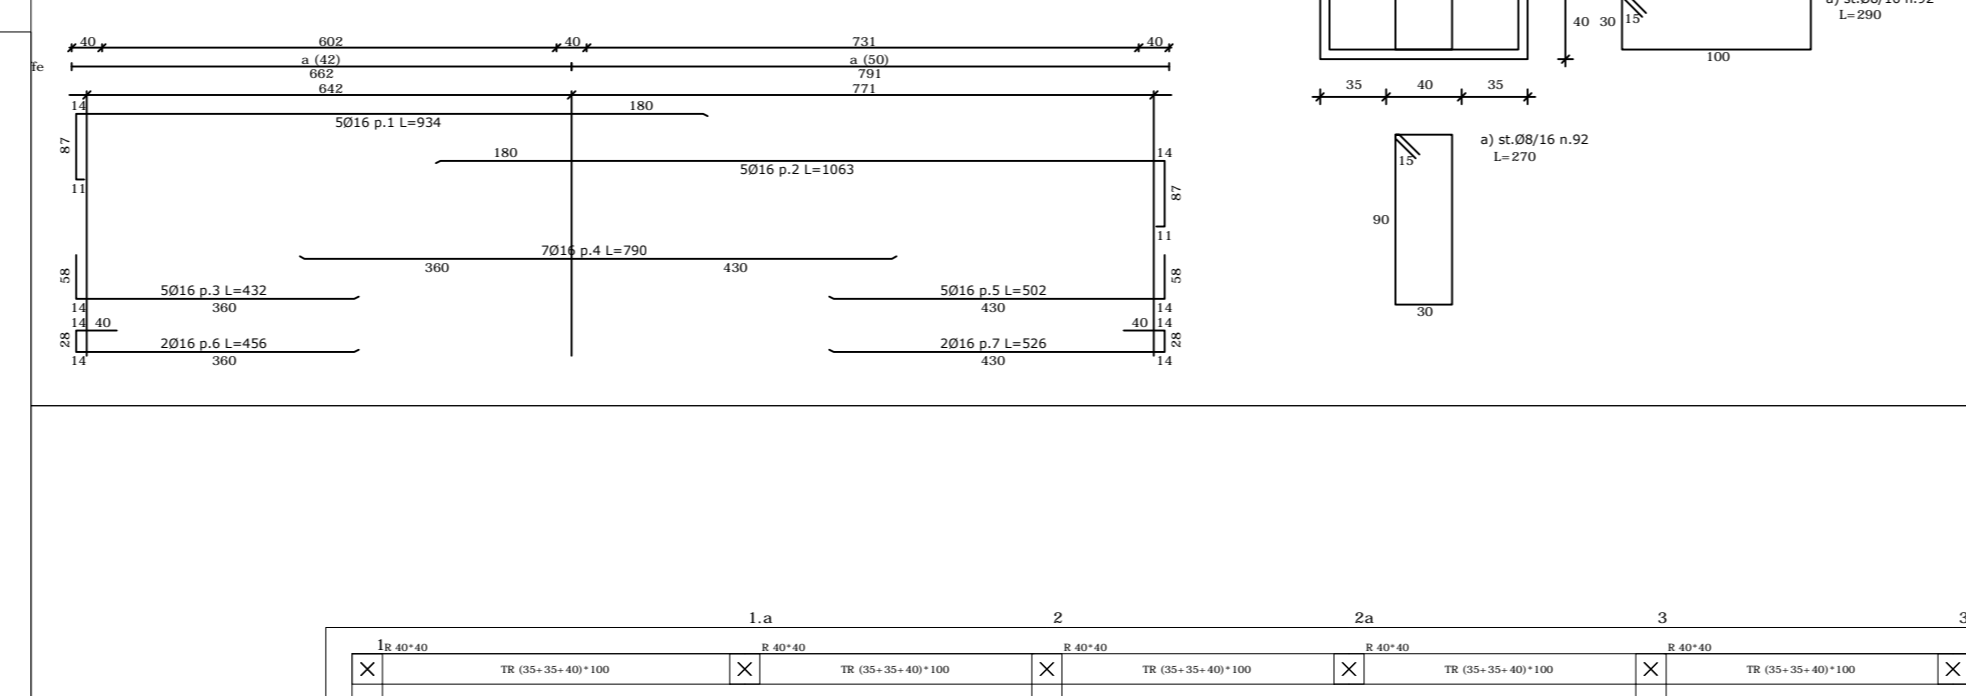 40 602 40 731 40
fe
a (42) a (50)
662 791
642 771
14 180
5Ø16 p.1 L=934
87
11
180 14
5Ø16 p.2 L=1063
87
11
7Ø16 p.4 L=790
360 430
58 58
5Ø16 p.3 L=432 5Ø16 p.5 L=502
14 360 430 14
14 40 40 14
28 28
2Ø16 p.6 L=456 2Ø16 p.7 L=526
14 360 430 14
40 30 15
L=290
100
35 40 35
a) st.Ø8/16 n.92
L=270
15
90
30
1.a 2 2a 3 3
1 R 40*40 R 40*40 R 40*40 R 40*40 R 40*40
TR (35+35+40)*100 TR (35+35+40)*100 TR (35+35+40)*100 TR (35+35+40)*100 TR (35+35+40)*100